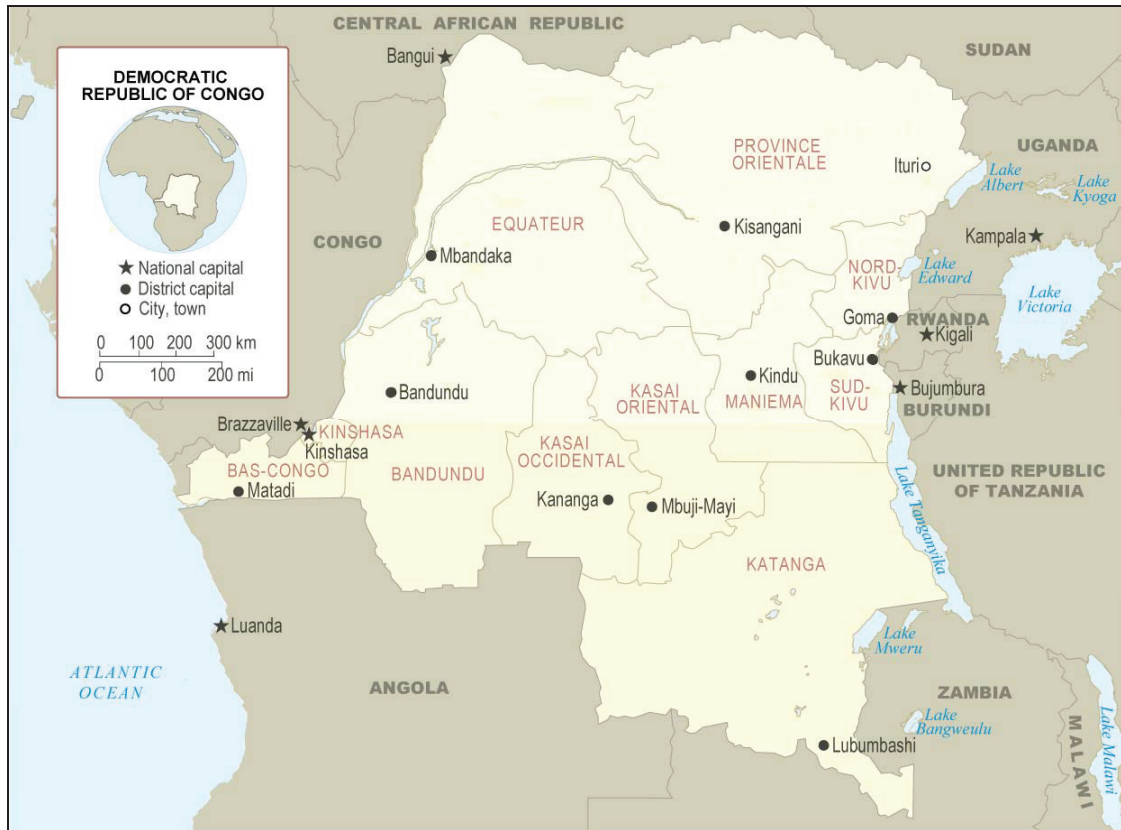 CENTRAL AFRICAN REPUBLIC
Bangui
SUDAN
DEMOCRATIC
REPUBLIC OF CONGO
National capital
District capital
City, town
0 100 200 300 km
0 100 200 mi
PROVINCE
ORIENTALE
Ituri
UGANDA
Lake
Albert
Lake
Kyoga
EQUATEUR
CONGO
Kisangani
Kampala
Mbandaka
NORD-
KIVU
Lake
Edward
Lake
Victoria
Goma
RWANDA
Kigali
Bukavu
Bandundu
Kindu
KASAI
ORIENTAL
MANIEMA
SUD-
KIVU
Bujumbura
BURUNDI
Brazzaville
KINSHASA
Kinshasa
KASAI
OCCIDENTAL
BAS-CONGO
BANDUNDU
Matadi
Kananga
Mbuji-Mayi
UNITED REPUBLIC
OF TANZANIA
Lake Tanganyika
KATANGA
Luanda
Lake
Mweru
ATLANTIC
OCEAN
ANGOLA
ZAMBIA
Lake
Bangweulu
Lubumbashi
MALAWI
Lake Malawi